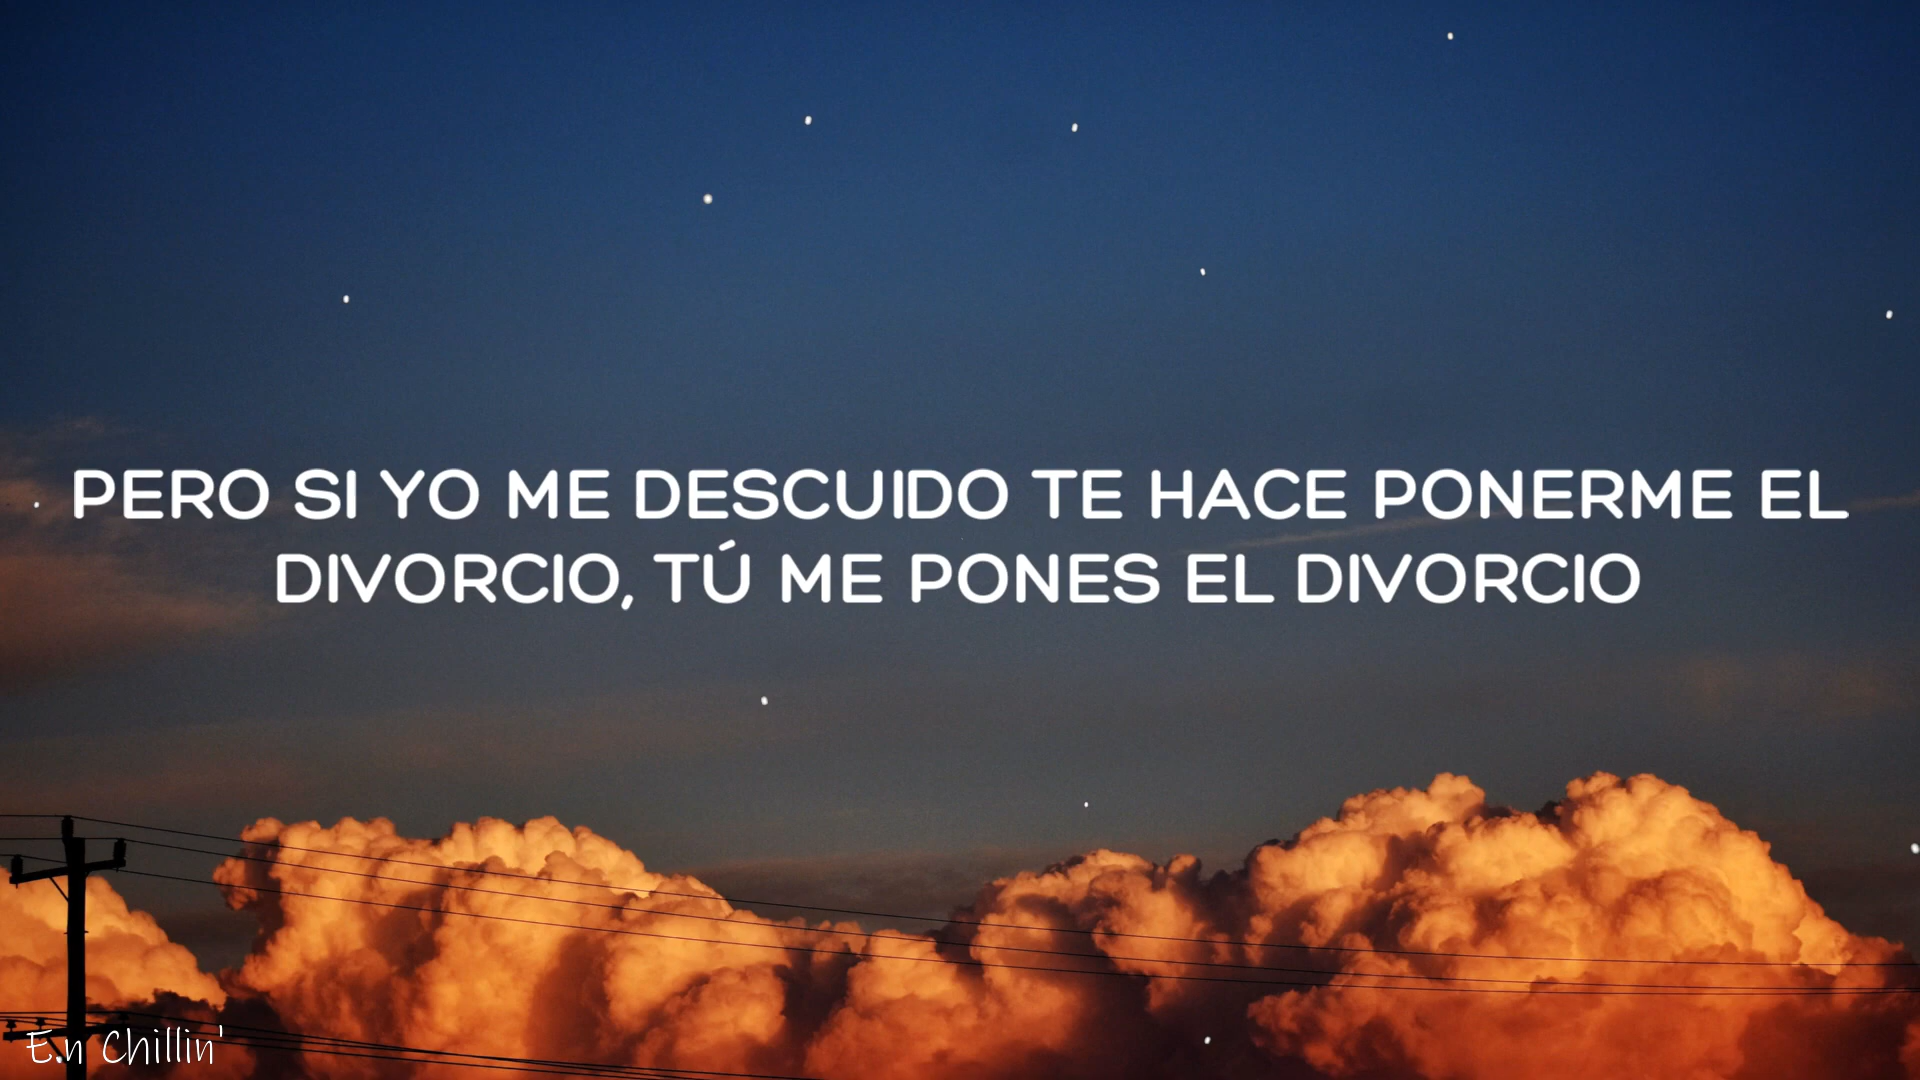 PERO SI YO ME DESCUIDO TE HACE PONERME EL
DIVORCIO, TÚ ME PONES EL DIVORCIO
E.n Chillin'